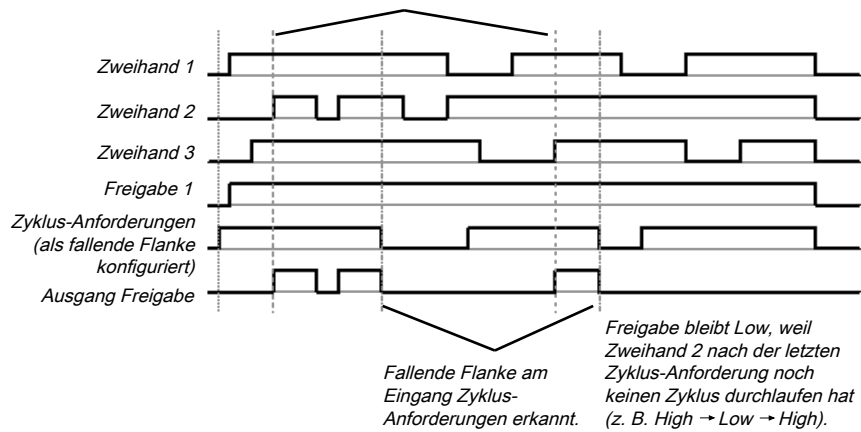 Zweihand 1
Zweihand 2
Zweihand 3
Freigabe 1
Zyklus-Anforderungen
(als fallende Flanke
konfiguriert)
Ausgang Freigabe
Fallende Flanke am
Eingang Zyklus-
Anforderungen erkannt.
Freigabe bleibt Low, weil
Zweihand 2 nach der letzten
Zyklus-Anforderung noch
keinen Zyklus durchlaufen hat
(z. B. High → Low → High).